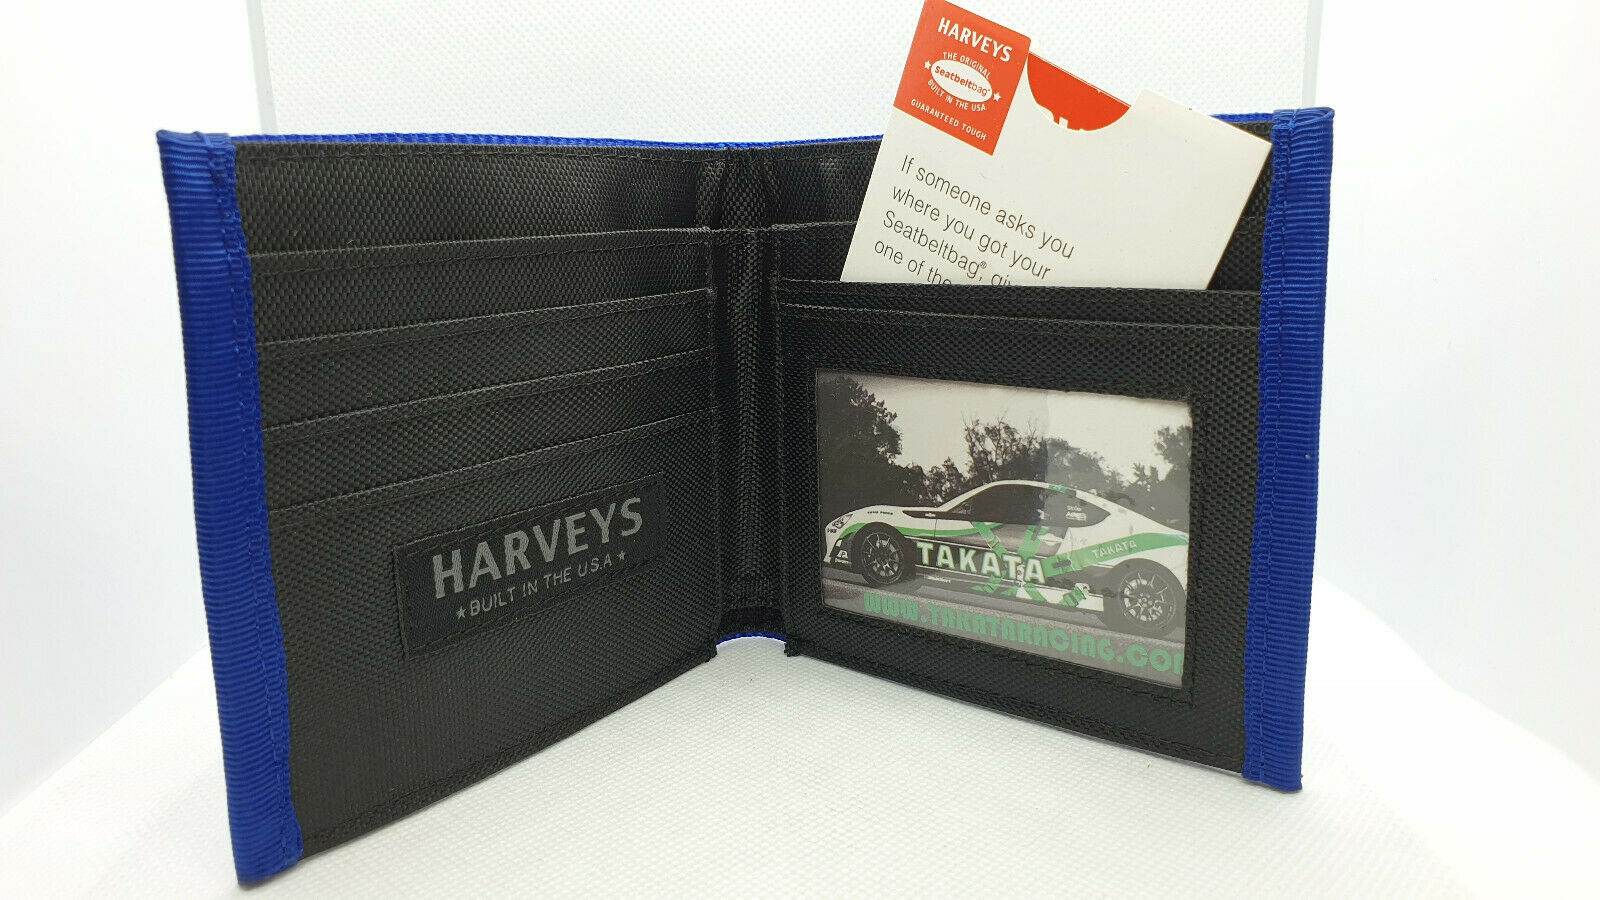 HARVEYS
THE ORIGINAL
seatbeltbag
BUILT IN THE USA
GUARANTEED TOUGH
If someone asks you
where you got your
Seatbeltbag®,
one of the
HARVEYS
★BUILT IN THE U.S.A★
TAKATA
TAKATA
WWW.TAKATARACING.CO